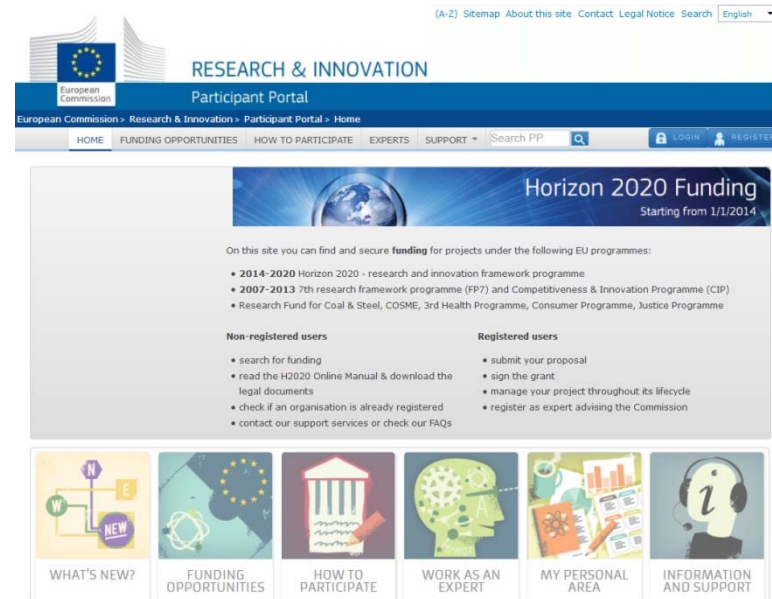 (A-Z) Sitemap About this site Contact Legal Notice Search English
European
Commission
RESEARCH & INNOVATION
Participant Portal
European Commission > Research & Innovation > Participant Portal > Home
HOME FUNDING OPPORTUNITIES HOW TO PARTICIPATE EXPERTS SUPPORT Search PP LOGIN REGISTER
Horizon 2020 Funding
Starting from 1/1/2014
On this site you can find and secure funding for projects under the following EU programmes:
• 2014-2020 Horizon 2020 - research and innovation framework programme
• 2007-2013 7th research framework programme (FP7) and Competitiveness & Innovation Programme (CIP)
• Research Fund for Coal & Steel, COSME, 3rd Health Programme, Consumer Programme, Justice Programme
Non-registered users
• search for funding
• read the H2020 Online Manual & download the
legal documents
• check if an organisation is already registered
• contact our support services or check our FAQs
Registered users
• submit your proposal
• sign the grant
• manage your project throughout its lifecycle
• register as expert advising the Commission
N
W
E
NEW
A
i
WHAT'S NEW?
FUNDING
OPPORTUNITIES
HOW TO
PARTICIPATE
WORK AS AN
EXPERT
MY PERSONAL
AREA
INFORMATION
AND SUPPORT